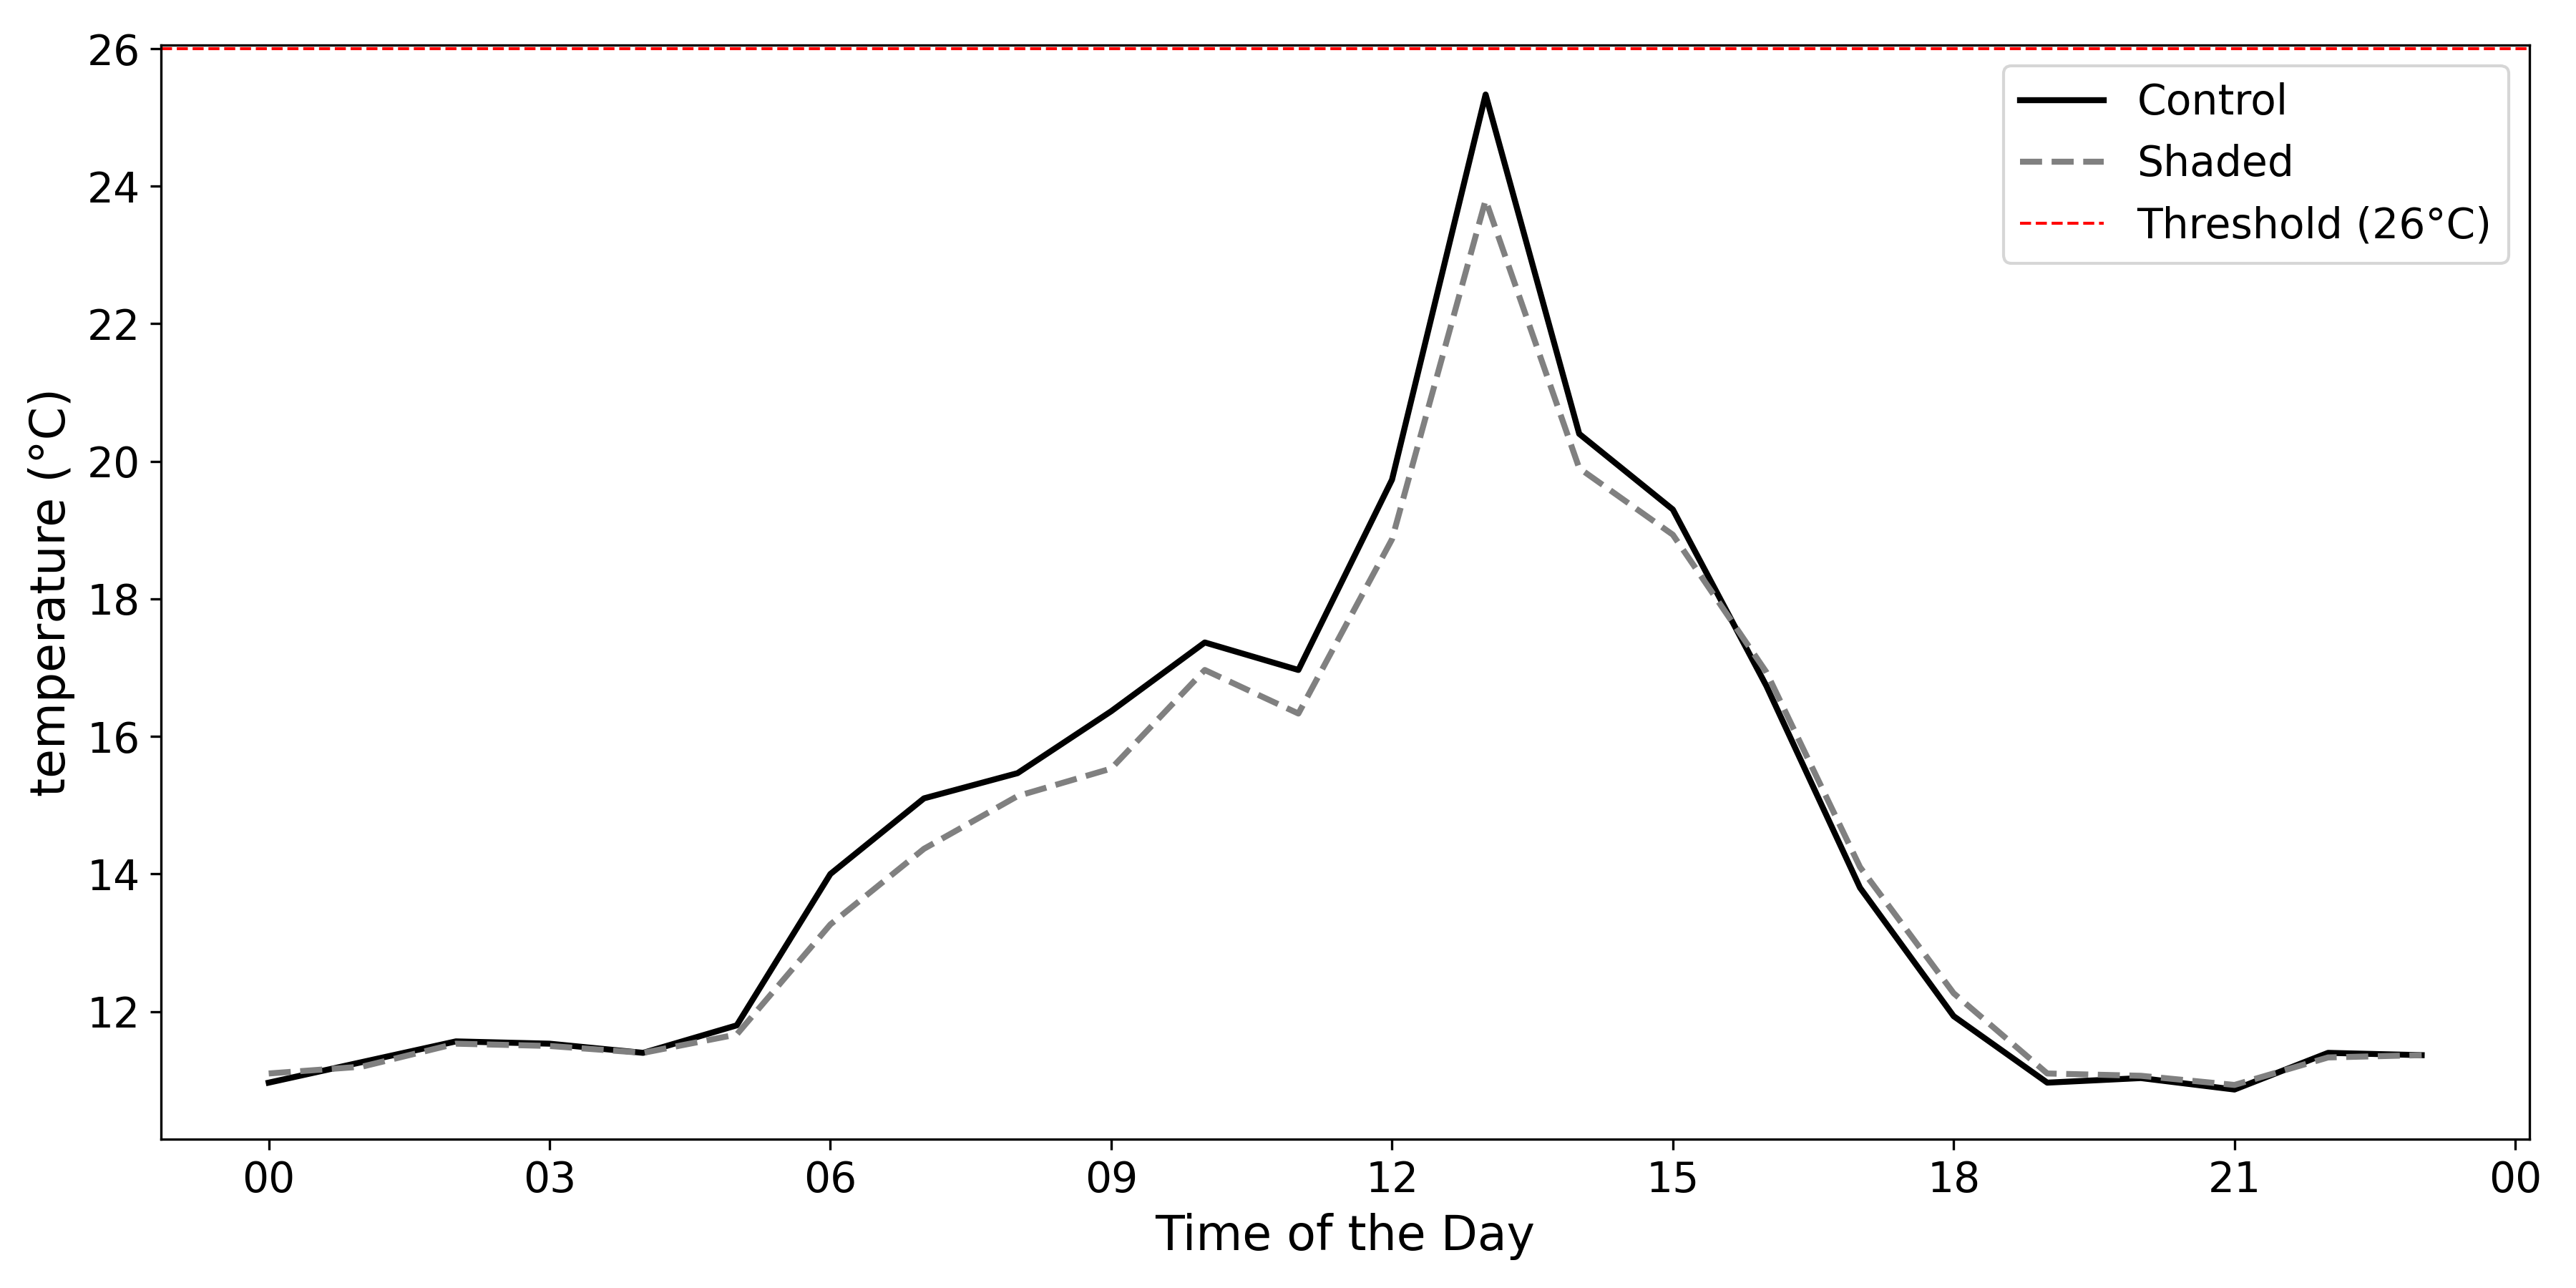 26
24
22
20
18
16
14
12
temperature (°C)
Control
Shaded
Threshold (26°C)
00 03 06 09 12 15 18 21 00
Time of the Day